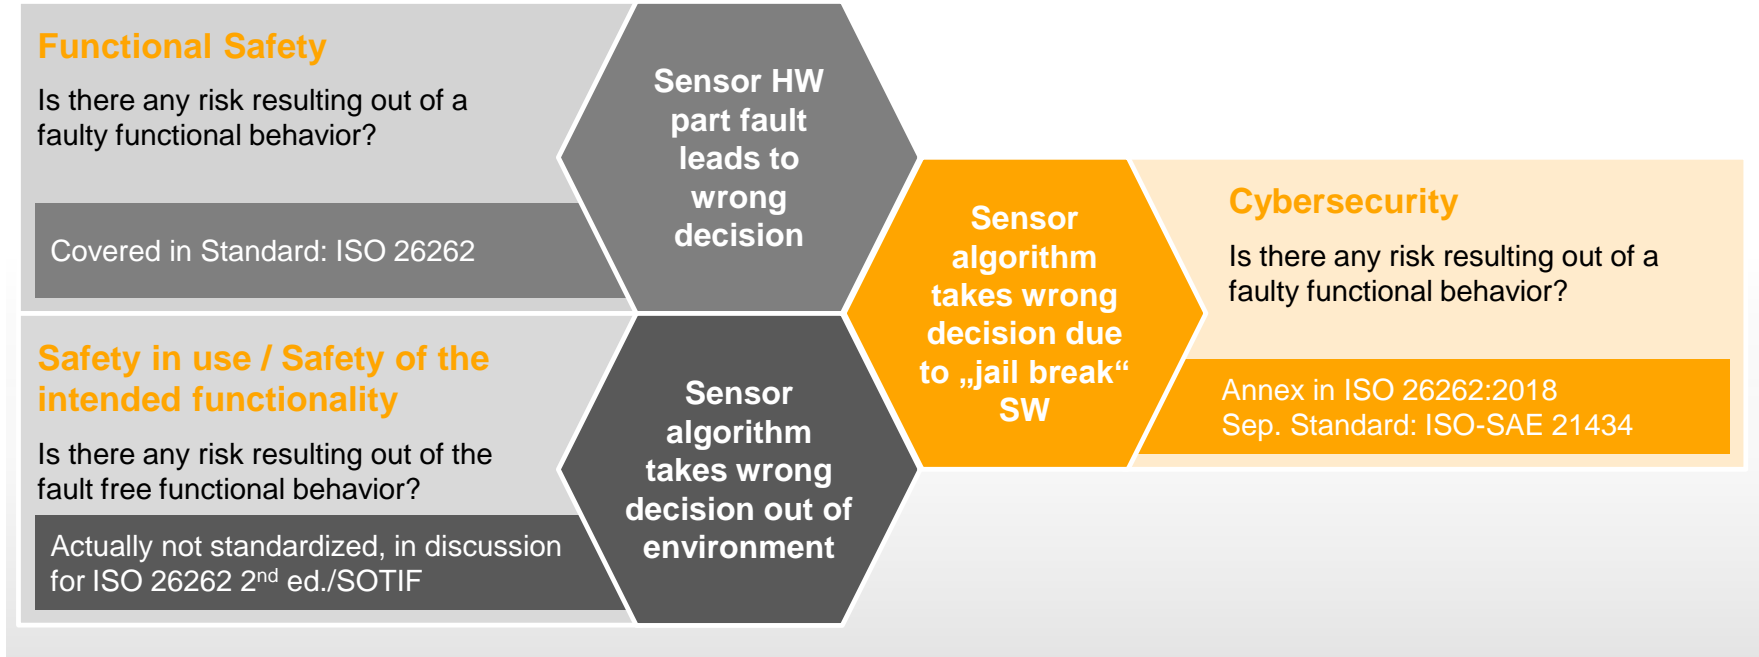 Functional Safety
Is there any risk resulting out of a
faulty functional behavior?
Covered in Standard: ISO 26262
Sensor HW
part fault
leads to
wrong
decision
Safety in use / Safety of the
intended functionality
Is there any risk resulting out of the
fault free functional behavior?
Actually not standardized, in discussion
for ISO 26262 2nd ed./SOTIF
Sensor
algorithm
takes wrong
decision out of
environment
Sensor
algorithm
takes wrong
decision due
to „jail break“
SW
Cybersecurity
Is there any risk resulting out of a
faulty functional behavior?
Annex in ISO 26262:2018
Sep. Standard: ISO-SAE 21434